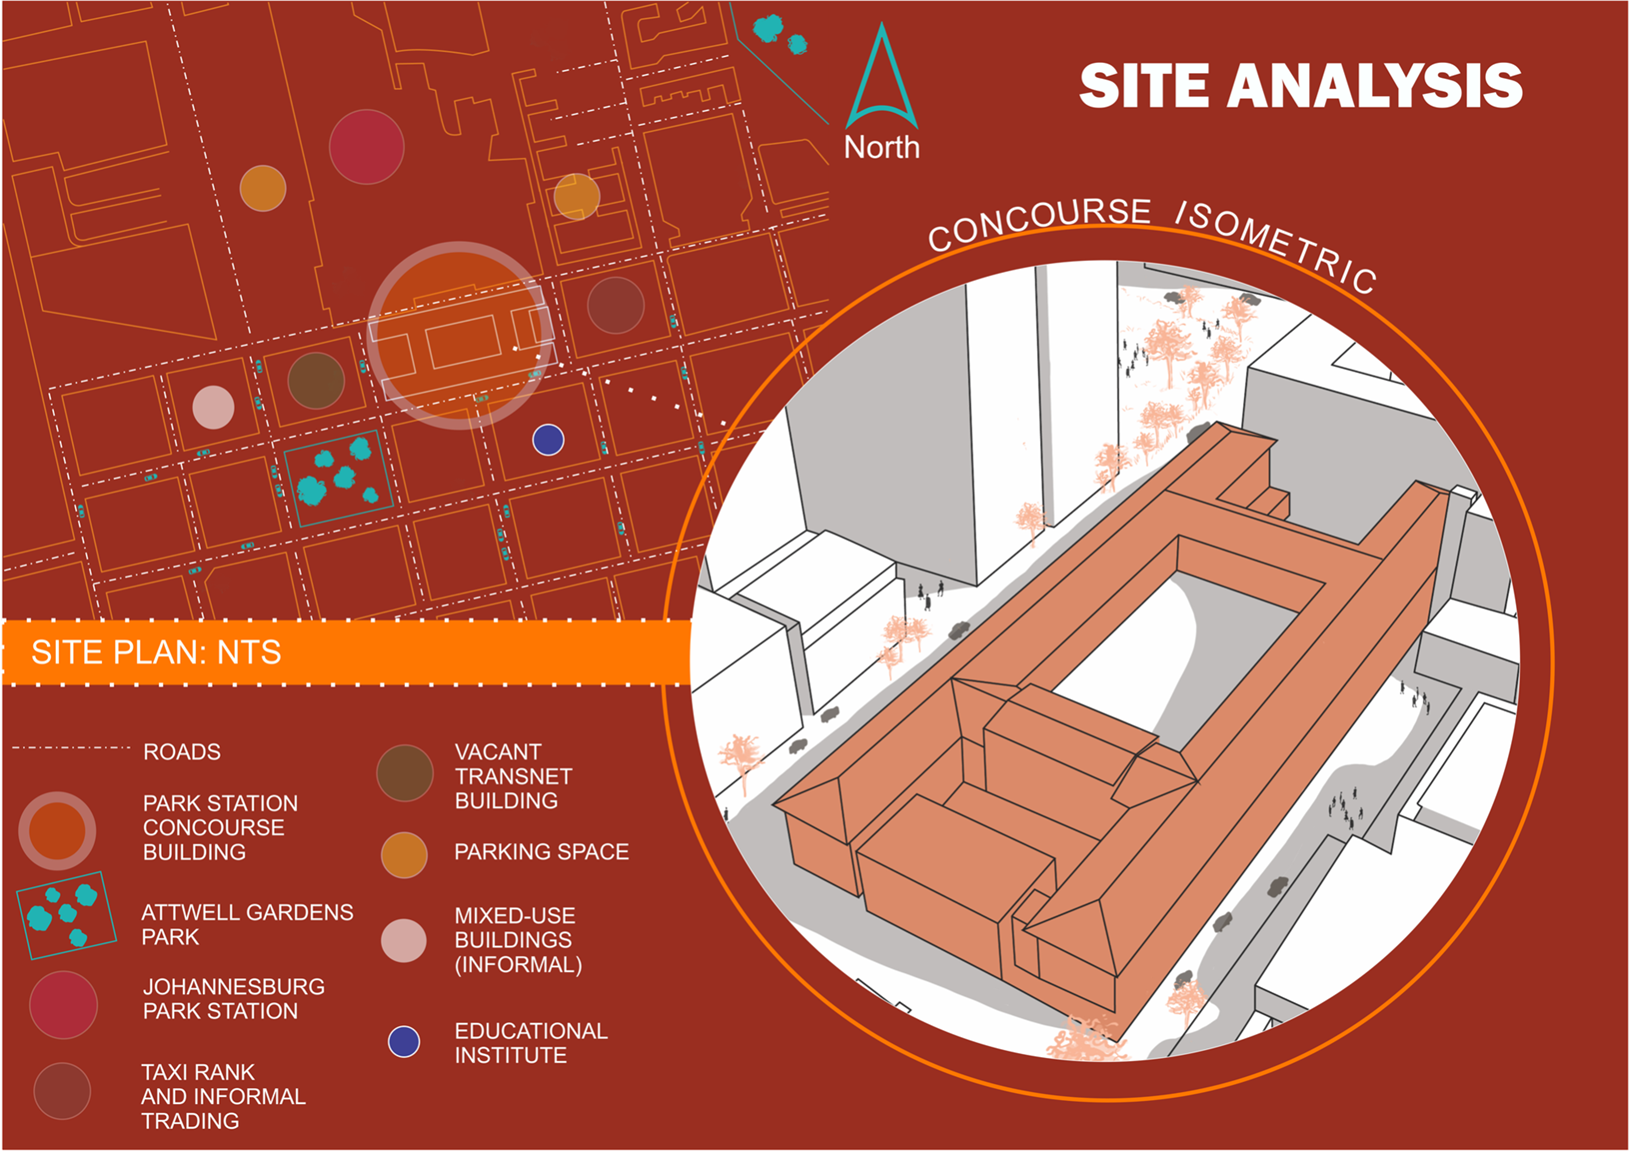 SITE ANALYSIS
North
CONCOURSE ISOMETRIC
SITE PLAN: NTS
ROADS
PARK STATION
CONCOURSE
BUILDING
ATTWELL GARDENS
PARK
JOHANNESBURG
PARK STATION
TAXI RANK
AND INFORMAL
TRADING
VACANT
TRANSNET
BUILDING
PARKING SPACE
MIXED-USE
BUILDINGS
(INFORMAL)
EDUCATIONAL
INSTITUTE